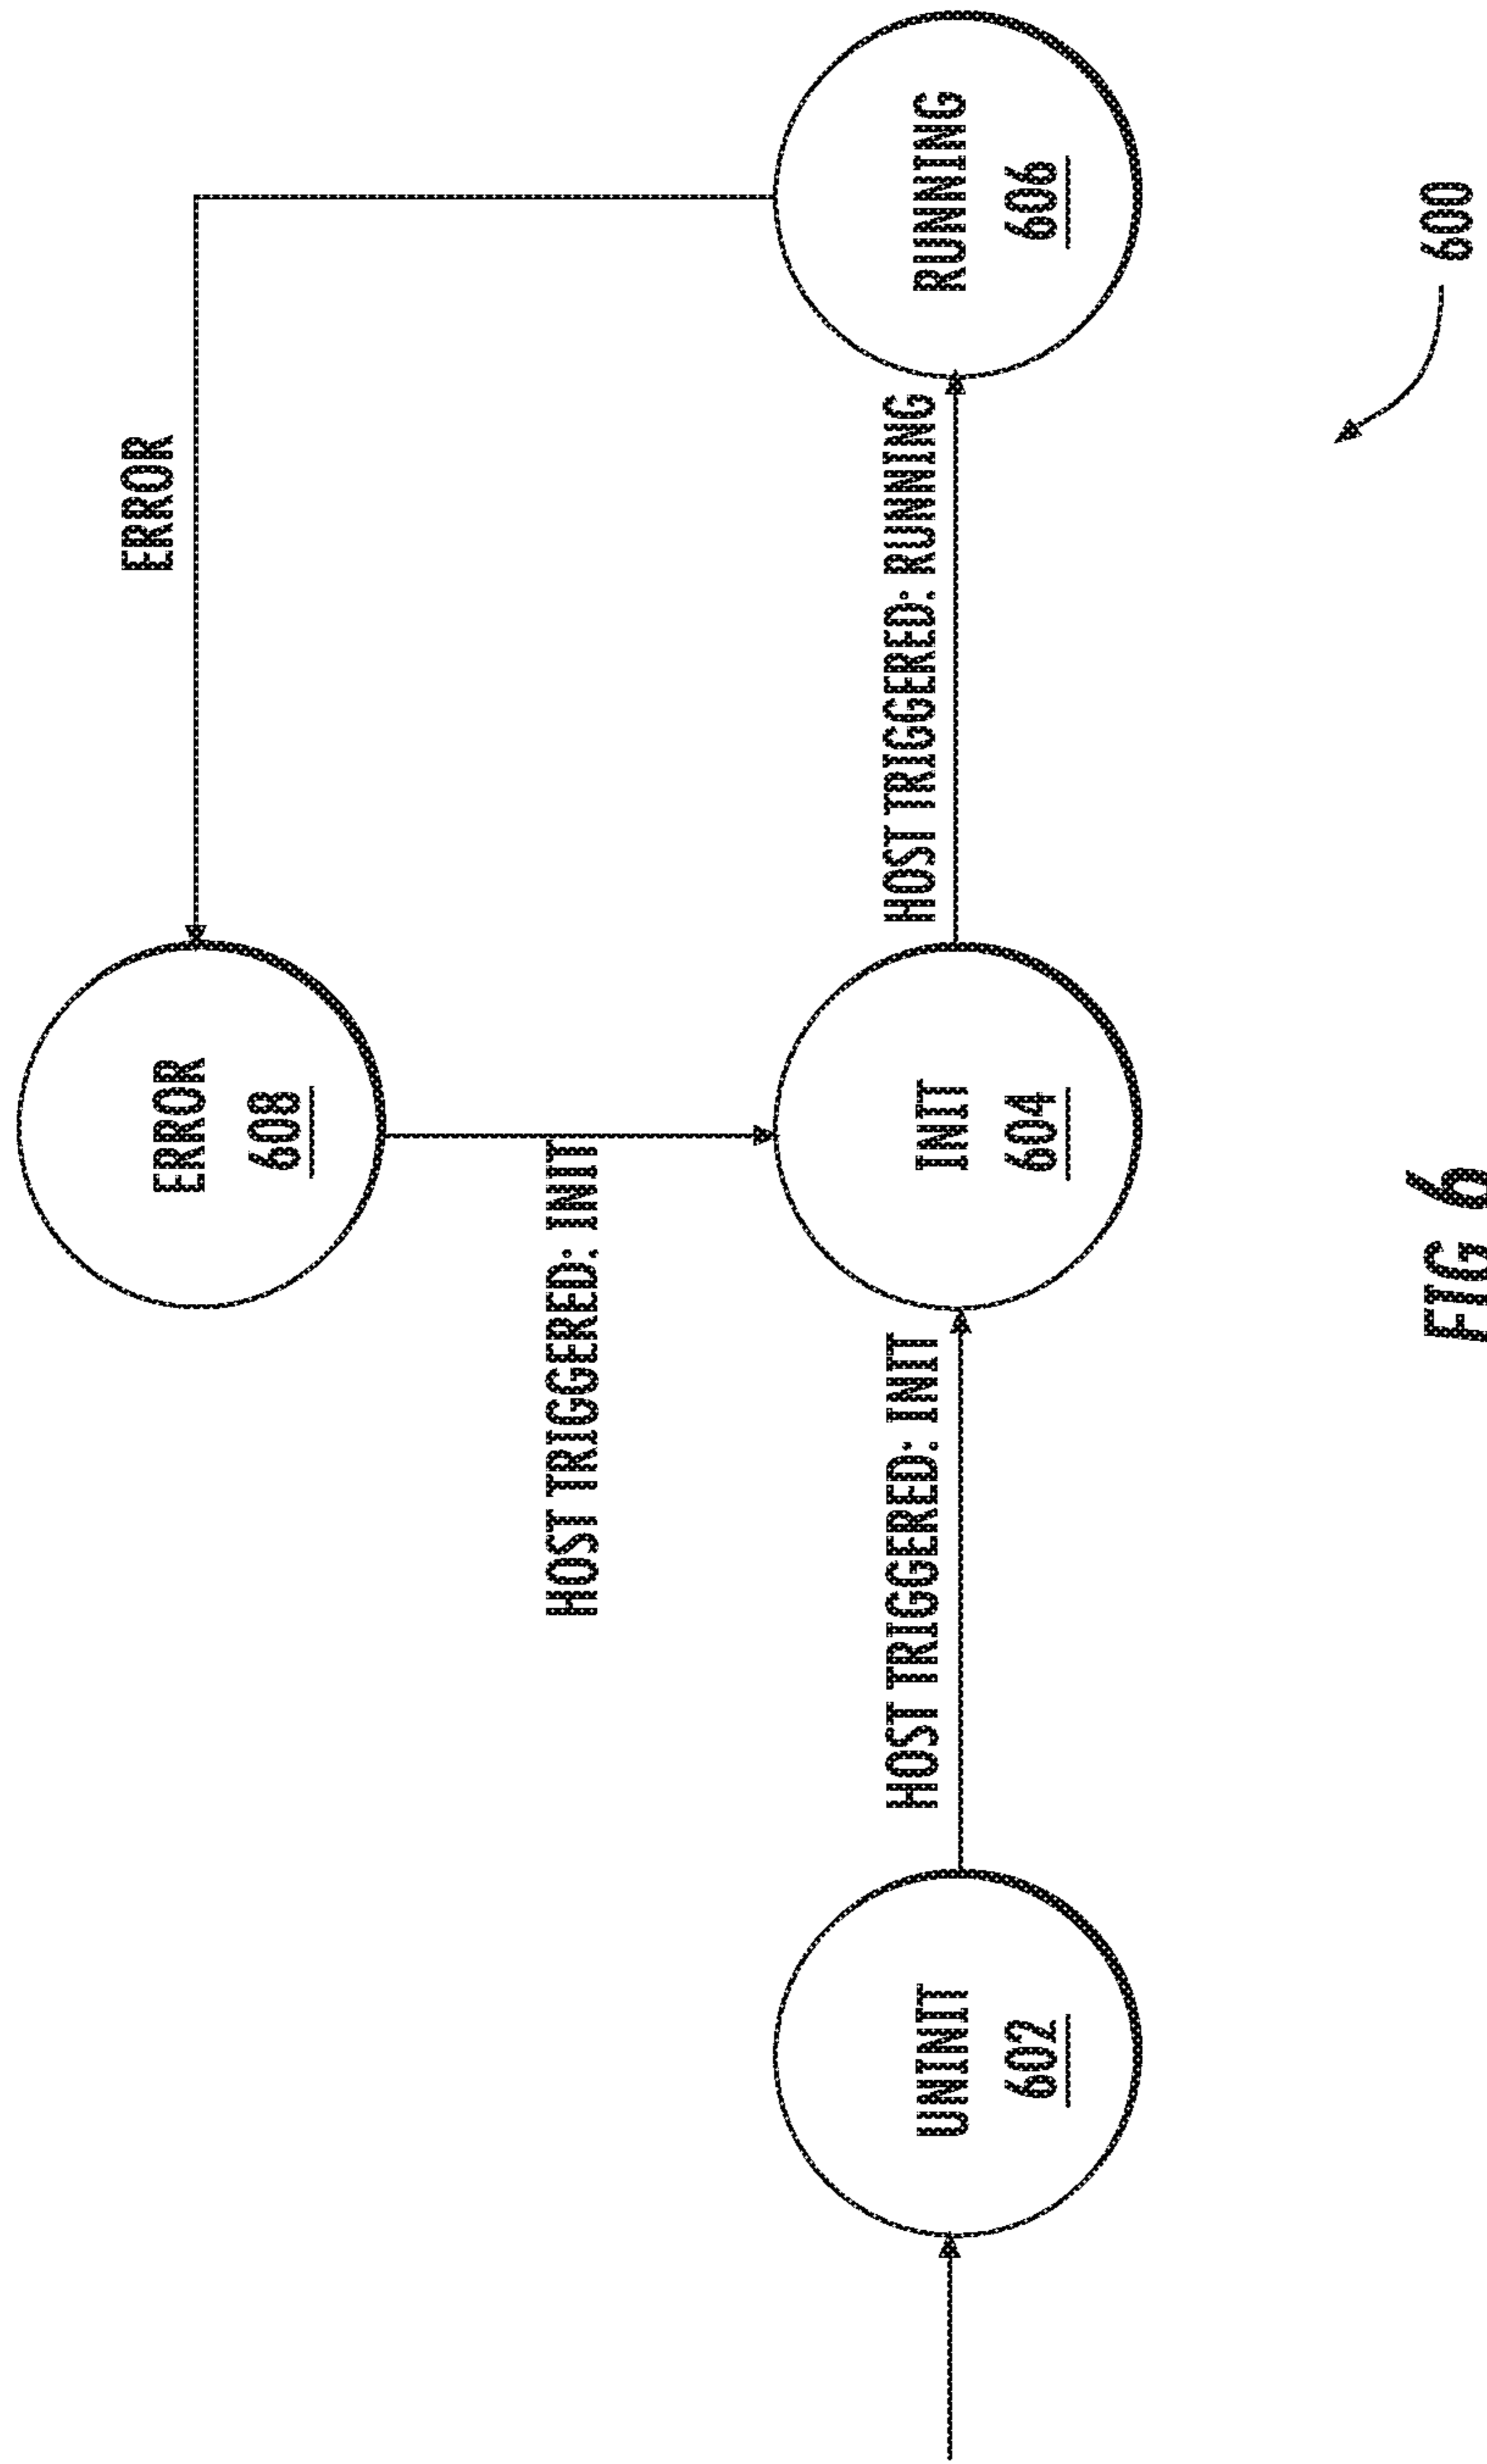 ERROR
ERROR
608
HOST TRIGGERED: INIT
HOST TRIGGERED: INIT
HOST TRIGGERED: RUNNING
UNINIT
602
INIT
604
RUNNING
606
600
FIG 6